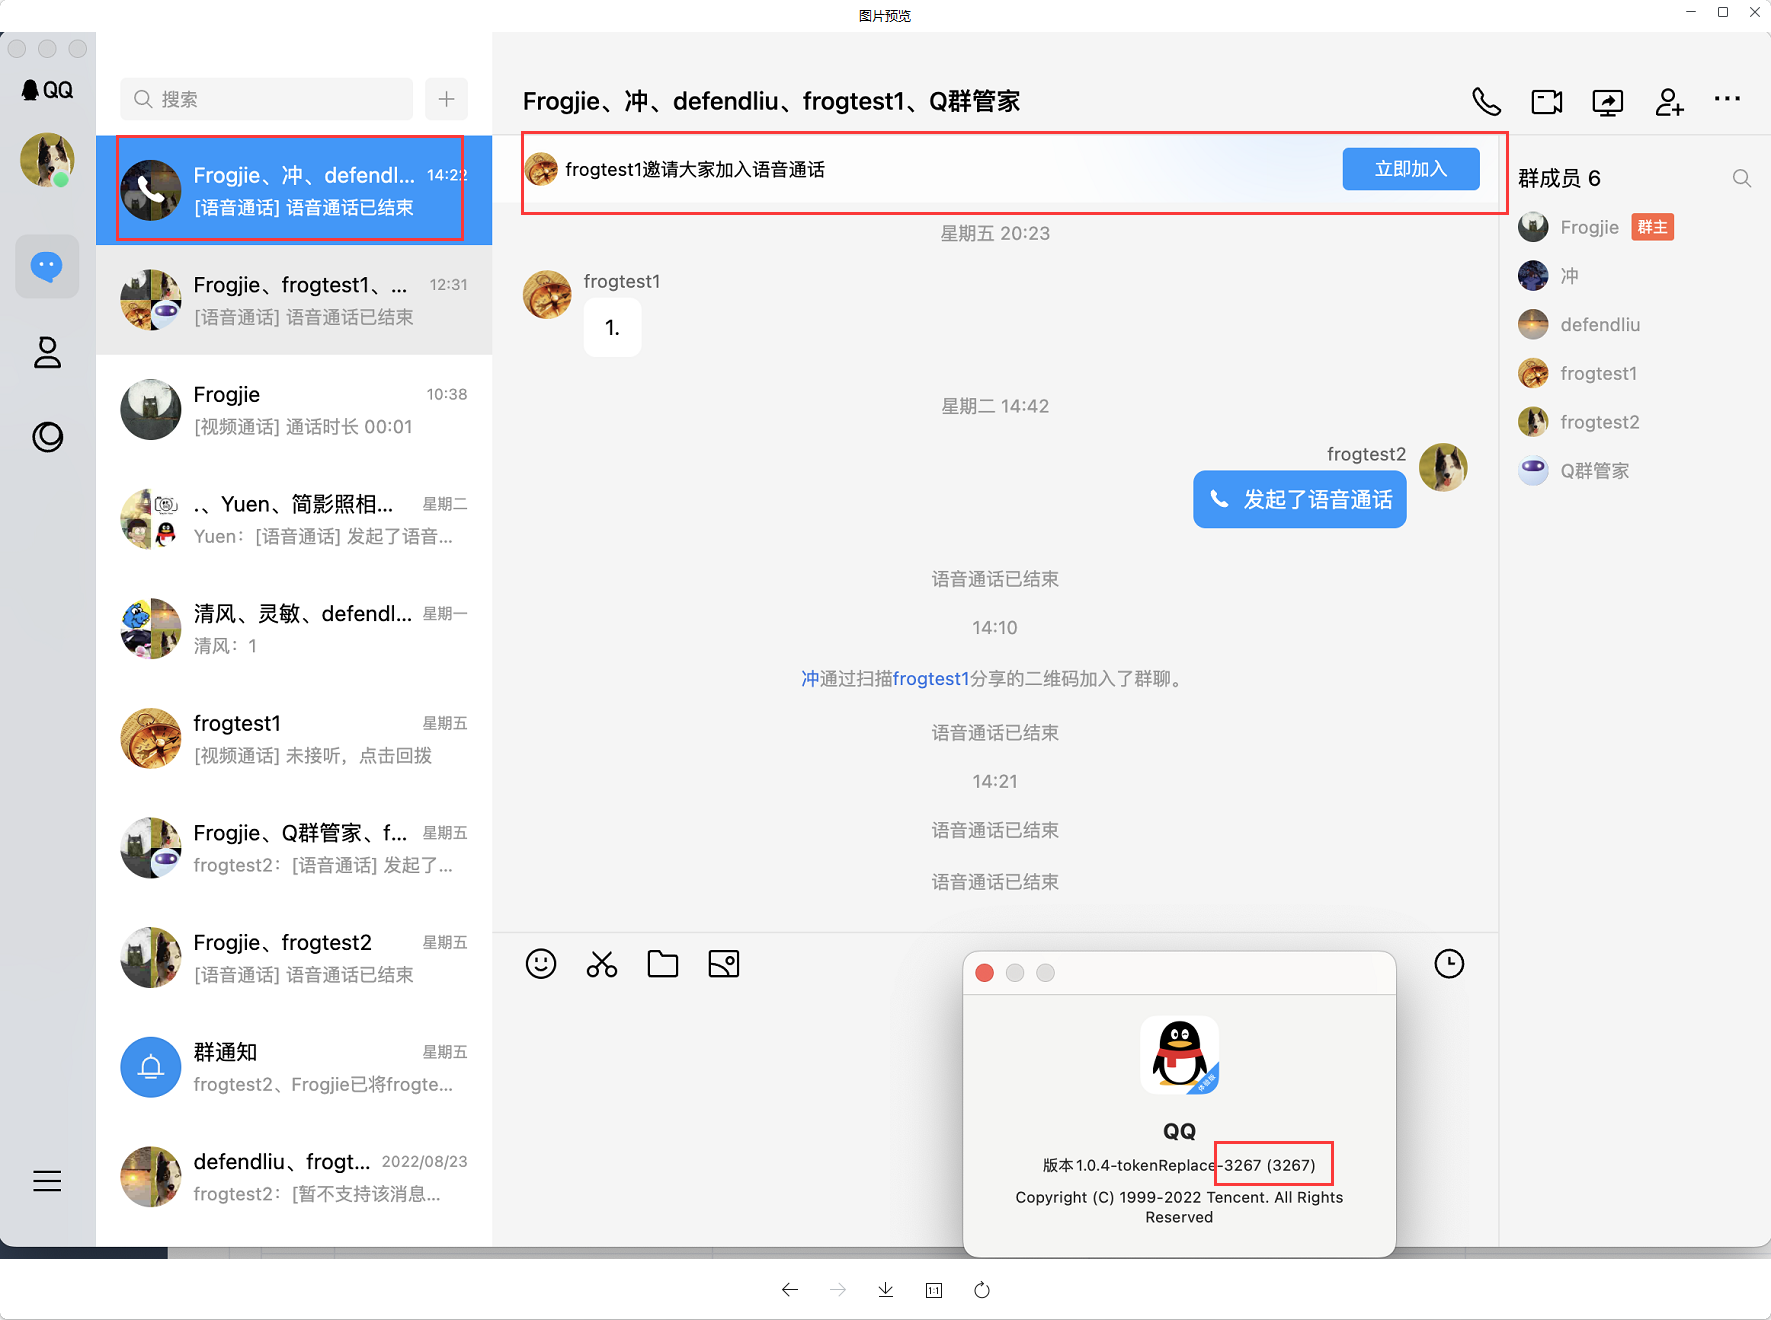 图片预览
QQ
搜索
Frogjie、冲、defendl... 14:22
[语音通话] 语音通话已结束
Frogjie、frogtest1、... 12:31
[语音通话] 语音通话已结束
Frogjie 10:38
[视频通话] 通话时长 00:01
.、Yuen、简影照相... 星期二
Yuen：[语音通话] 发起了语音...
清风、灵敏、defendl... 星期一
清风：1
frogtest1 星期五
[视频通话] 未接听，点击回拨
Frogjie、Q群管家、f... 星期五
frogtest2：[语音通话] 发起了...
Frogjie、frogtest2 星期五
[语音通话] 语音通话已结束
群通知 星期五
frogtest2、Frogjie已将frogte...
defendliu、frogt... 2022/08/23
frogtest2：[暂不支持该消息...
Frogjie、冲、defendliu、frogtest1、Q群管家
frogtest1邀请大家加入语音通话
立即加入
星期五 20:23
frogtest1
1.
星期二 14:42
frogtest2
发起了语音通话
语音通话已结束
14:10
冲通过扫描frogtest1分享的二维码加入了群聊。
语音通话已结束
14:21
语音通话已结束
语音通话已结束
群成员 6
Frogjie 群主
冲
defendliu
frogtest1
frogtest2
Q群管家
体验版
QQ
版本1.0.4-tokenReplace-3267 (3267)
Copyright (C) 1999-2022 Tencent. All Rights
Reserved
1:1